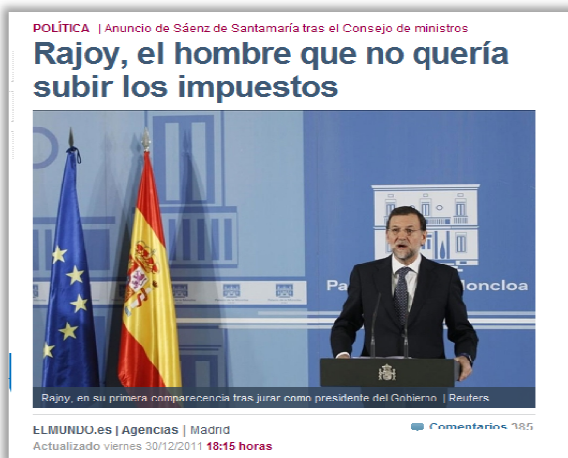 POLÍTICA | Anuncio de Sáenz de Santamaría tras el Consejo de ministros
Rajoy, el hombre que no quería
subir los impuestos
Pa Moncloa
Rajoy, en su primera comparecencia tras jurar como presidente del Gobierno. | Reuters
ELMUNDO.es | Agencias | Madrid
Comentarios 385
Actualizado viernes 30/12/2011 18:15 horas